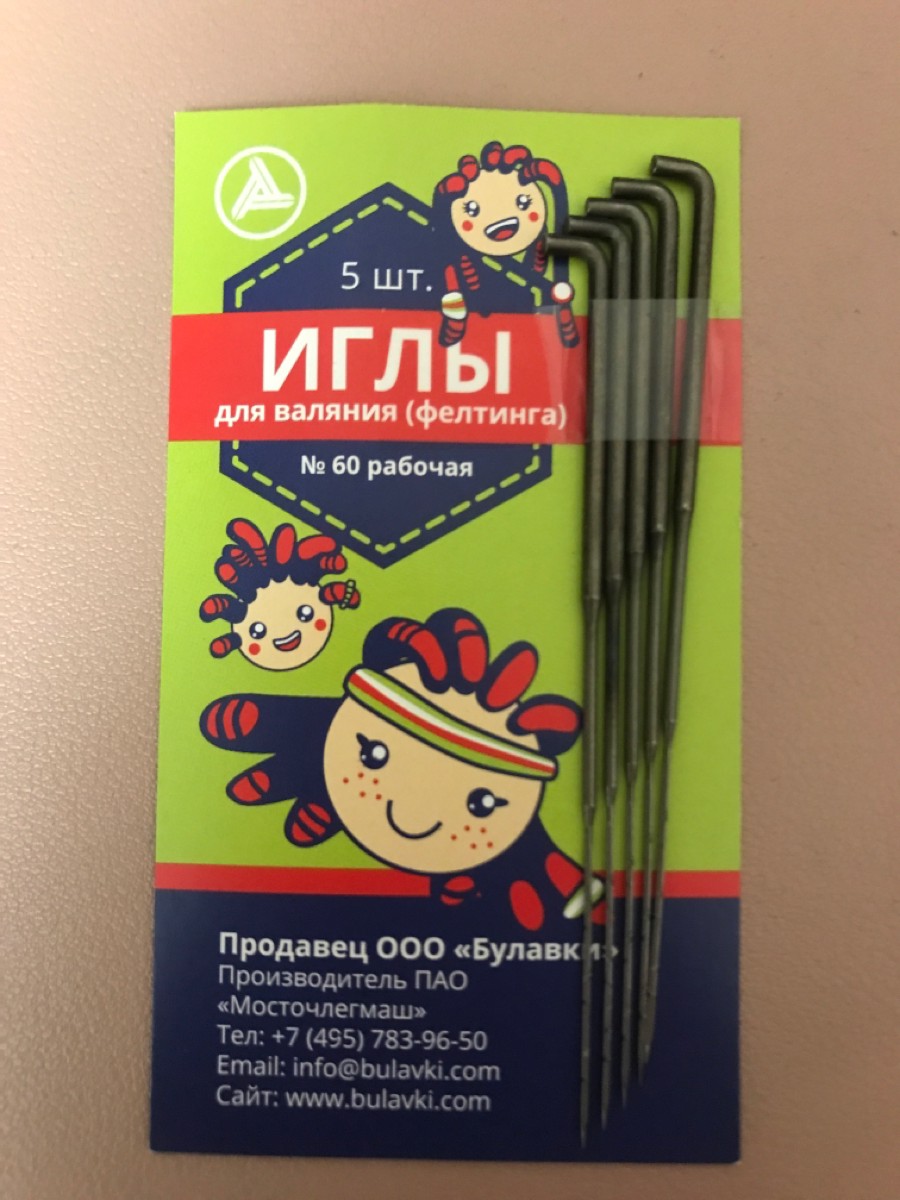 5 шт.
ИГЛЫ
для валяния (фелтинга)
№ 60 рабочая
Продавец ООО «Булавки»
Производитель ПАО
«Мосточлегмаш»
Тел: +7 (495) 783-96-50
Email: info@bulavki.com
Сайт: www.bulavki.com